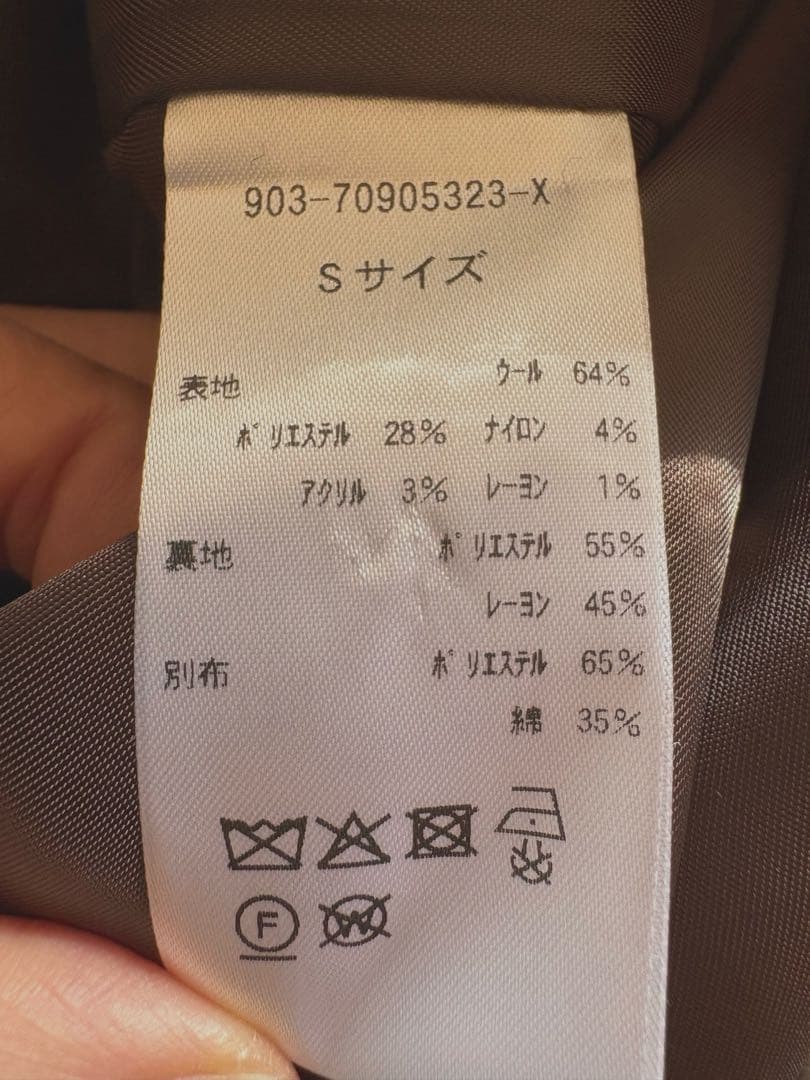 903-70905323-X
Sサイズ
表地 ウール 64%
ポリエステル 28% ナイロン 4%
アクリル 3% レーヨン 1%
裏地 ポリエステル 55%
レーヨン 45%
別布 ポリエステル 65%
綿 35%
F W